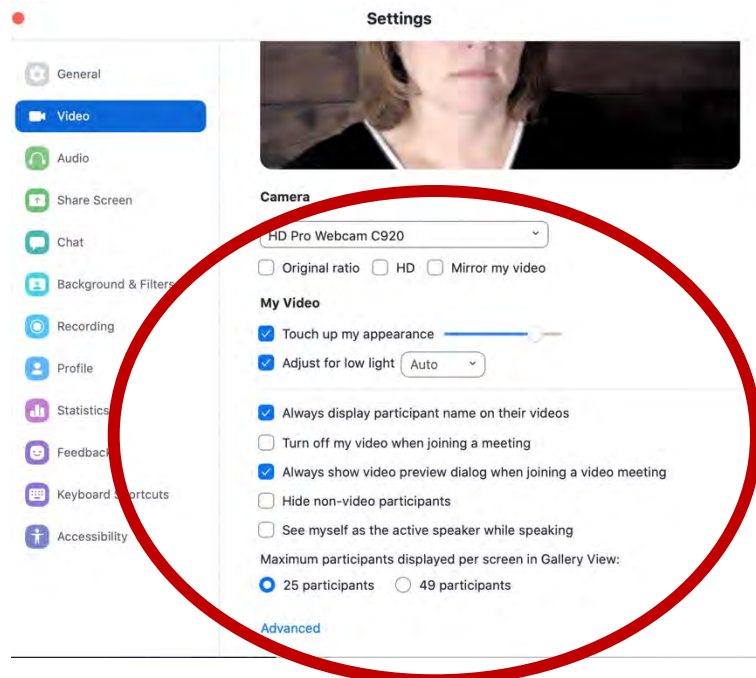 Settings
General
Video
Audio
Share Screen
Chat
Background & Filters
Recording
Profile
Statistics
Feedback
Keyboard Shortcuts
Accessibility
Camera
HD Pro Webcam C920
Original ratio HD Mirror my video
My Video
Touch up my appearance
Adjust for low light Auto
Always display participant name on their videos
Turn off my video when joining a meeting
Always show video preview dialog when joining a video meeting
Hide non-video participants
See myself as the active speaker while speaking
Maximum participants displayed per screen in Gallery View:
25 participants 49 participants
Advanced